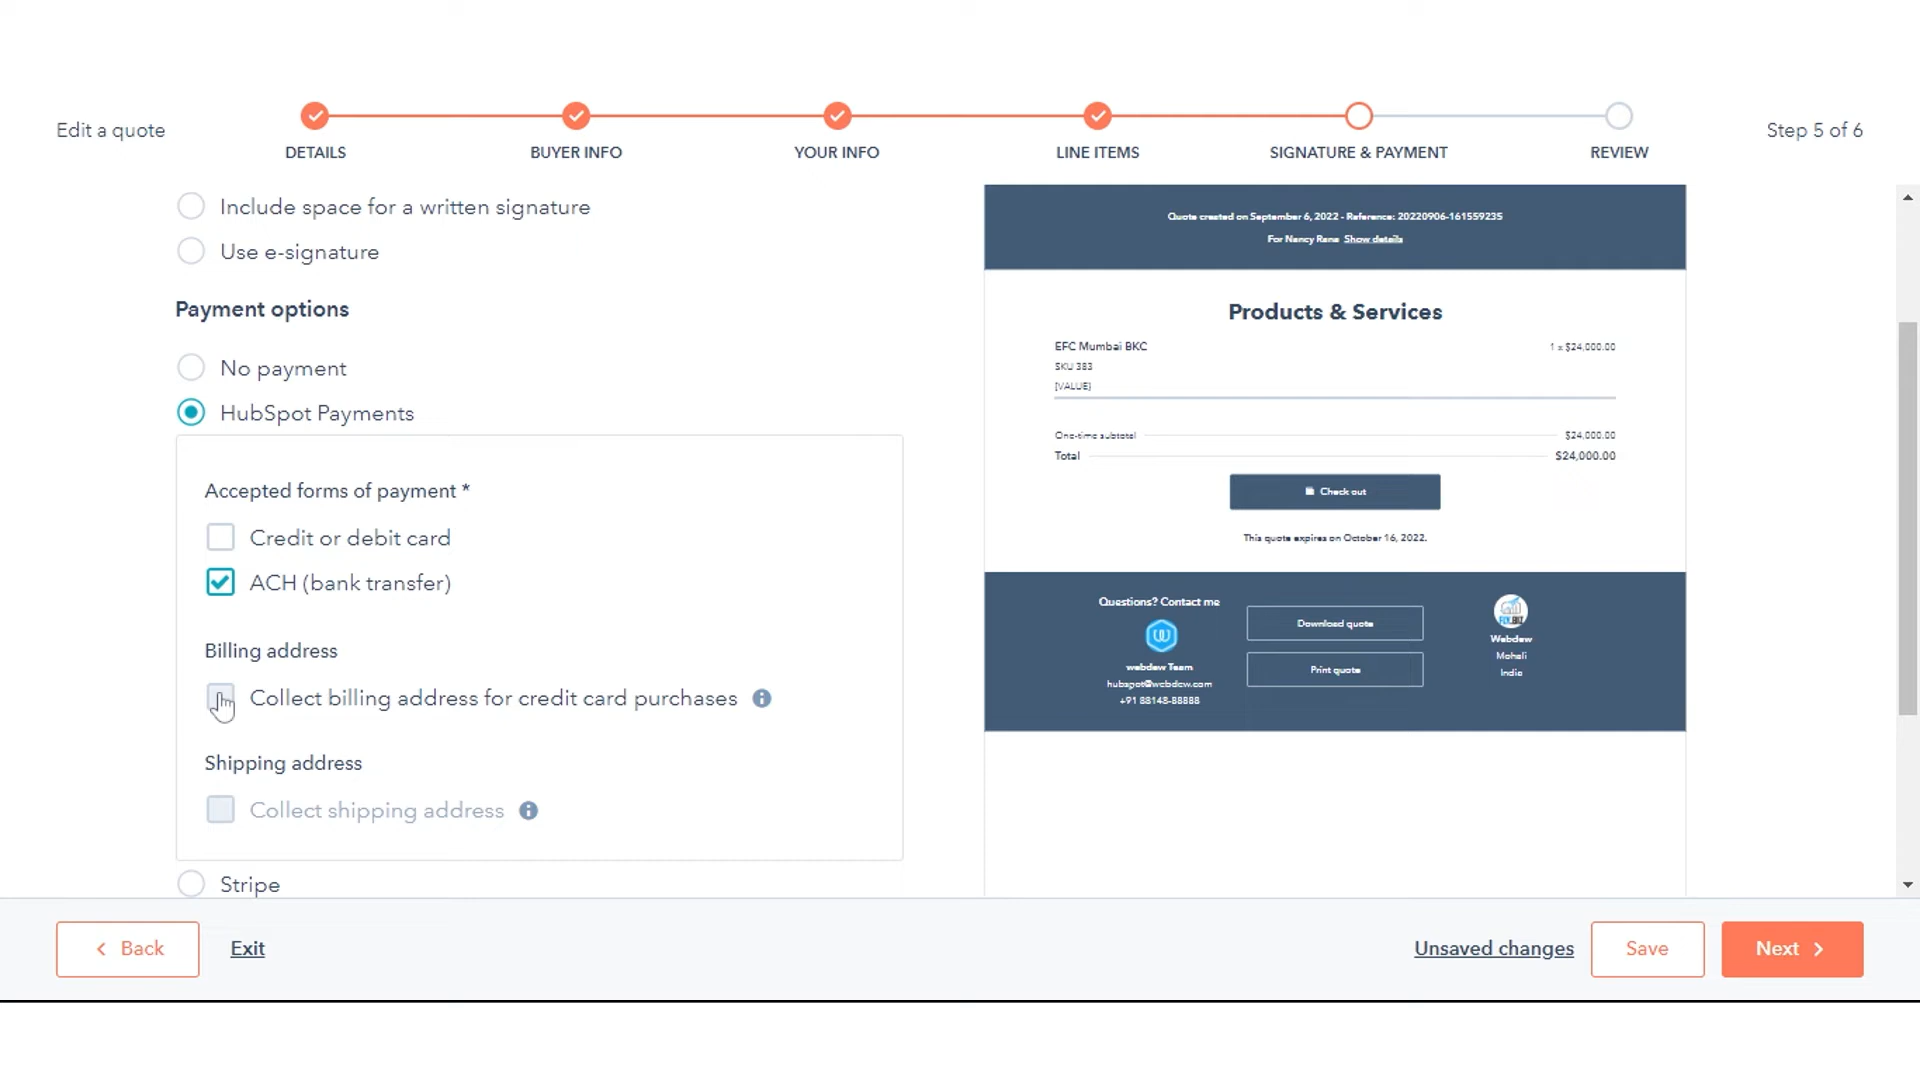 Edit a quote
DETAILS
BUYER INFO
YOUR INFO
LINE ITEMS
SIGNATURE & PAYMENT
REVIEW
Step 5 of 6
Include space for a written signature
Use e-signature
Payment options
No payment
HubSpot Payments
Accepted forms of payment *
Credit or debit card
ACH (bank transfer)
Billing address
Collect billing address for credit card purchases
Shipping address
Collect shipping address
Stripe
Quote created on September 6, 2022 - Reference: 20220906-161559235
For Nancy Rana Show details
Products & Services
EFC Mumbai BKC 1 x $24,000.00
SKU 383
[VALUE]
One-time subtotal $24,000.00
Total $24,000.00
Check out
This quote expires on October 16, 2022.
Questions? Contact me
webdew Team
hubspot@webdew.com
+91 88148-88888
Download quote
Print quote
Webdew
Mohali
India
Back
Exit
Unsaved changes
Save
Next